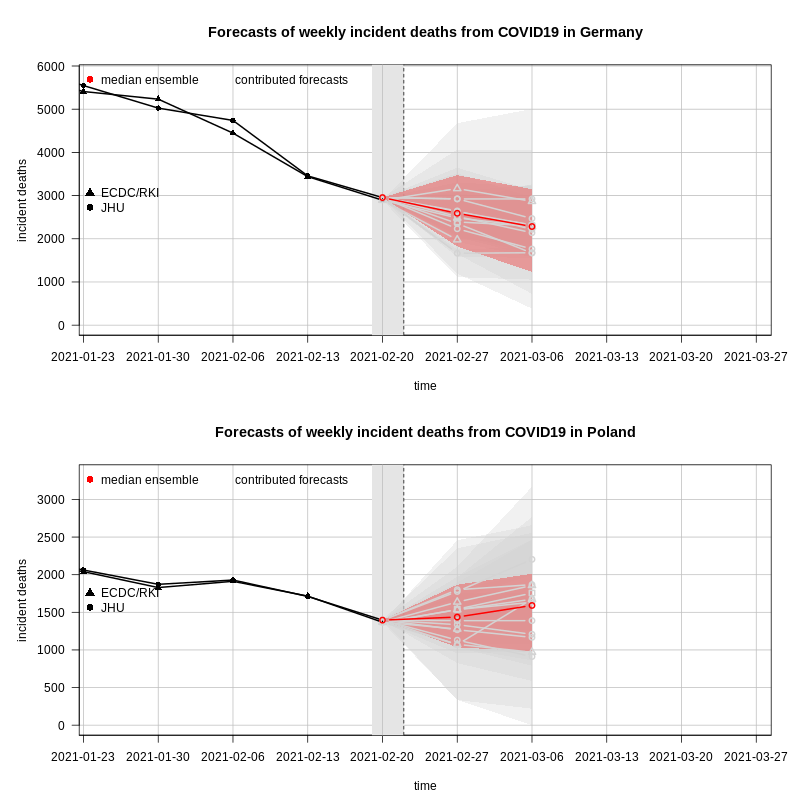 Forecasts of weekly incident deaths from COVID19 in Germany
6000
median ensemble contributed forecasts
5000
4000
incident deaths
3000
ECDC/RKI
JHU
2000
1000
0
2021-01-23 2021-01-30 2021-02-06 2021-02-13 2021-02-20 2021-02-27 2021-03-06 2021-03-13 2021-03-20 2021-03-27
time
Forecasts of weekly incident deaths from COVID19 in Poland
median ensemble contributed forecasts
3000
2500
2000
incident deaths
ECDC/RKI
JHU
1500
1000
500
0
2021-01-23 2021-01-30 2021-02-06 2021-02-13 2021-02-20 2021-02-27 2021-03-06 2021-03-13 2021-03-20 2021-03-27
time